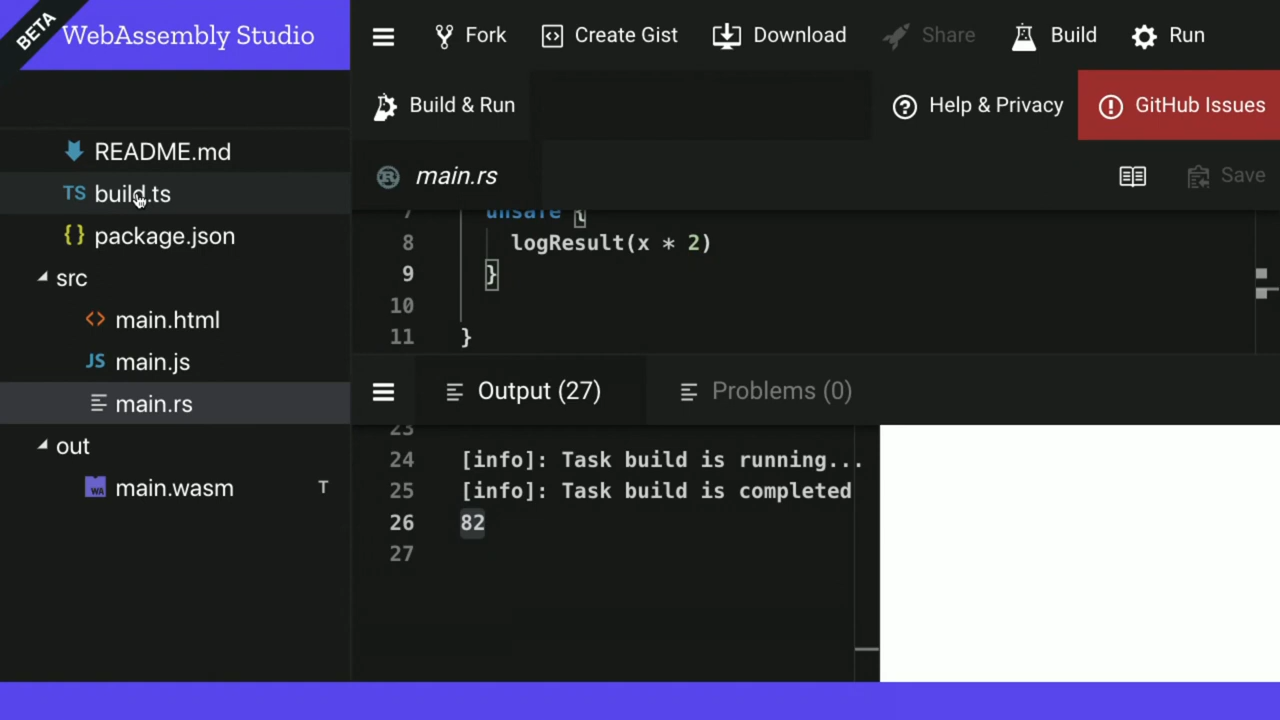 BETA
WebAssembly Studio
Fork
Create Gist
Download
Share
Build
Run
Build & Run
Help & Privacy
GitHub Issues
README.md
TS build.ts
{} package.json
src
<> main.html
JS main.js
main.rs
out
WA main.wasm T
main.rs
Save
7 unsafe {
8 logResult(x * 2)
9 }
10
11 }
Output (27)
Problems (0)
23
24 [info]: Task build is running...
25 [info]: Task build is completed
26 82
27